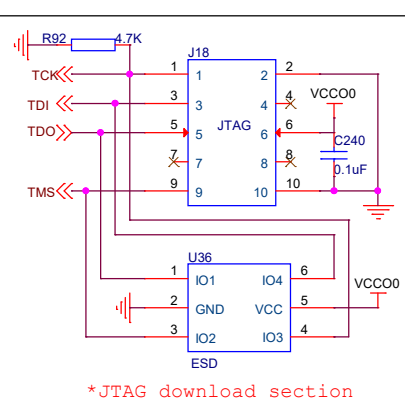 R92 4.7K
J18
TCK 1 1 2 2
VCCO0
TDI 3 3 4 4
TDO 5 5 JTAG 6 6
C240
7 7 8 8
0.1uF
TMS 9 9 10 10
U36
1 IO1 IO4 6
VCCO0
2 GND VCC 5
3 IO2 IO3 4
ESD
*JTAG download section